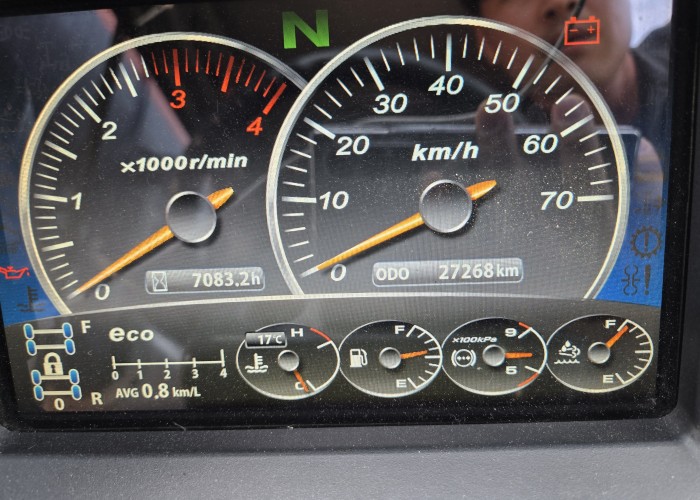 N
3
2
4
1
×1000r/min
0
7083.2h
40
30
50
20
60
km/h
10
70
0
ODO 27268km
F
eco
0 1 2 3 4
AVG 0.8 km/L
0
R
17℃
H
C
F
E
×100kPa
9
5
F
E